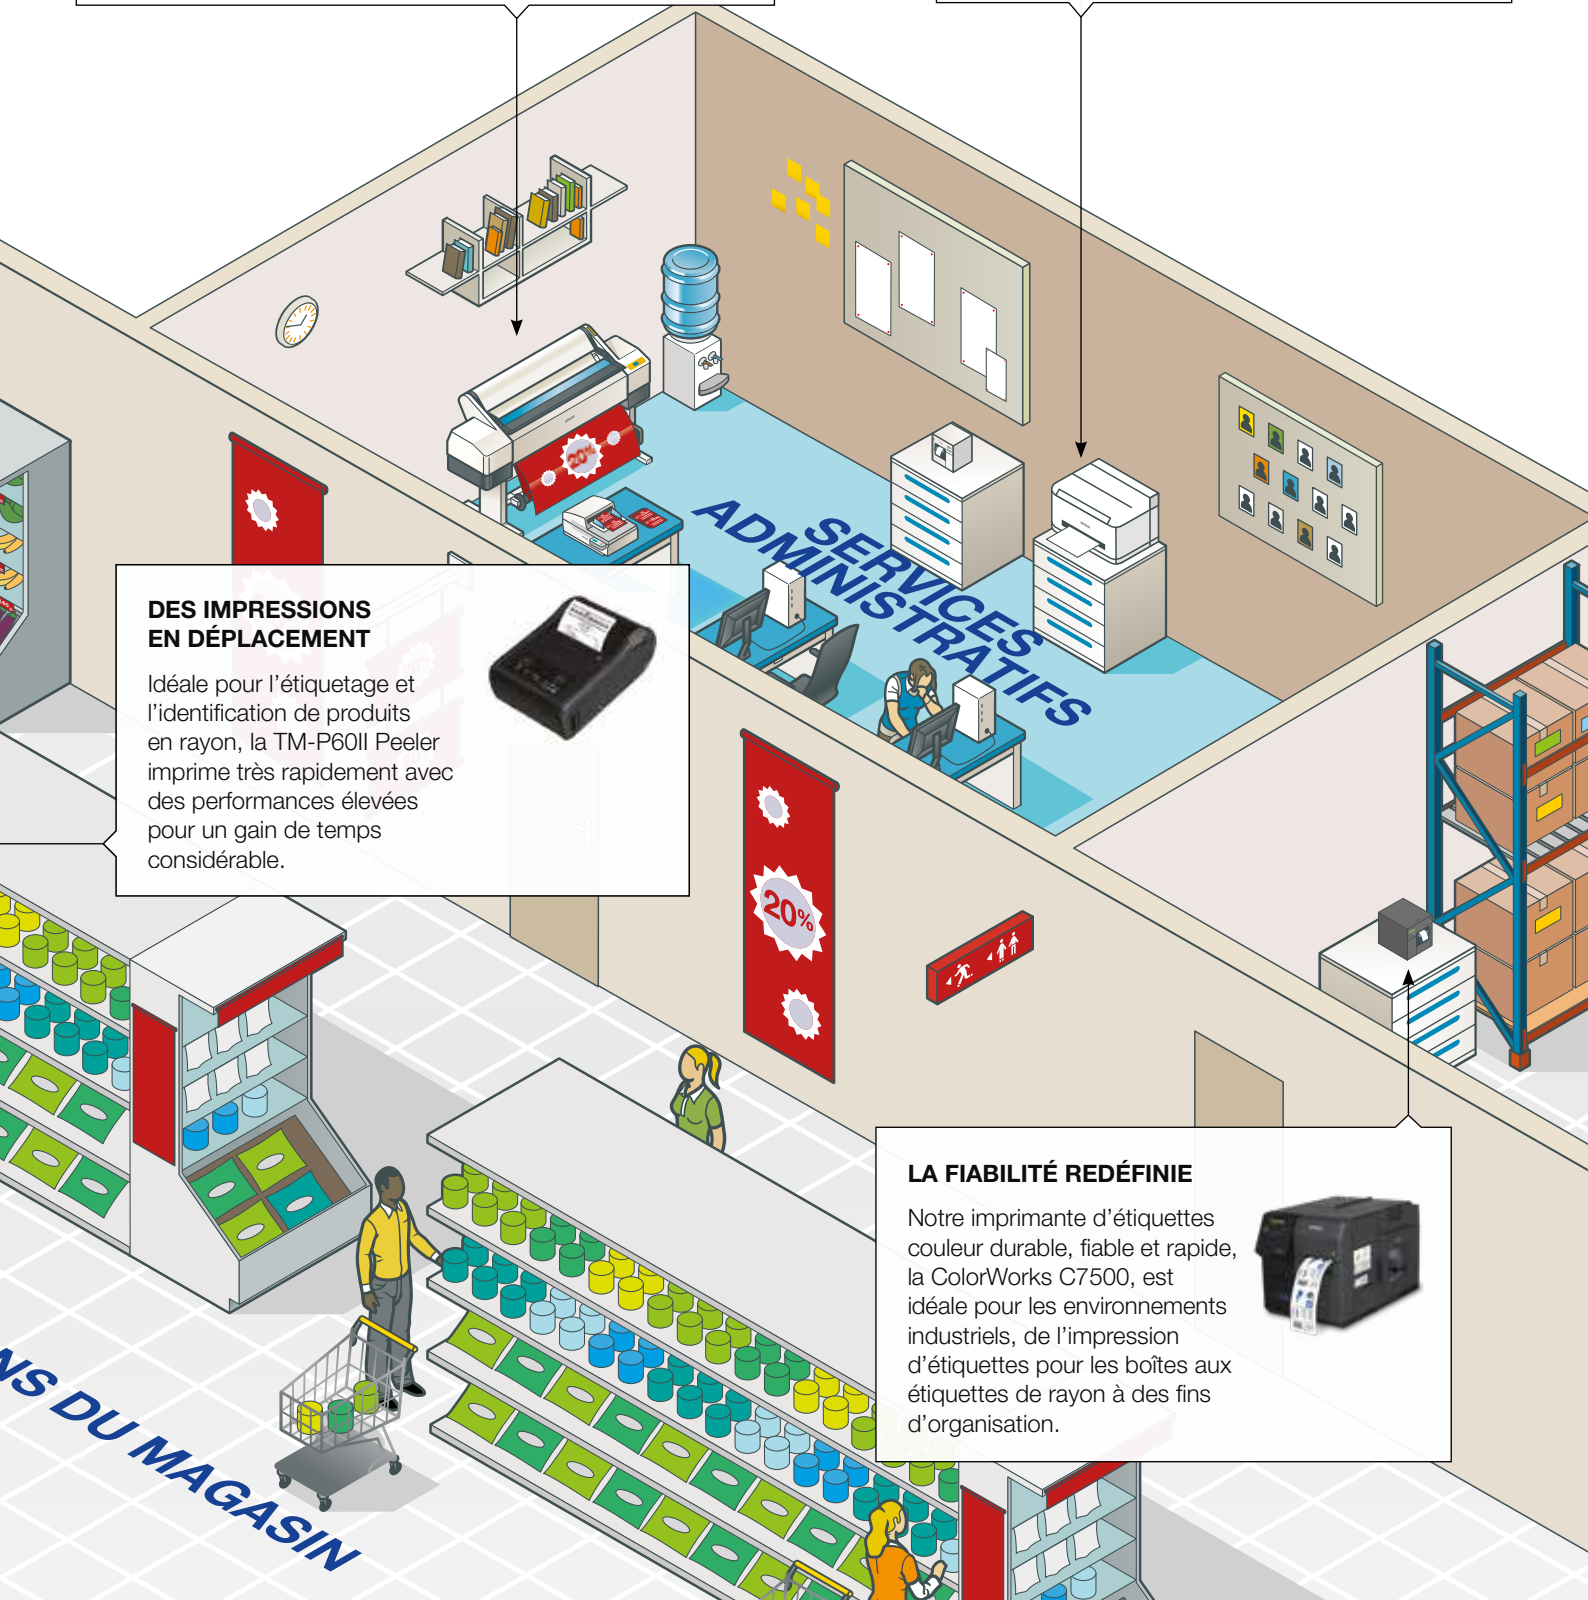 20%
SERVICES
ADMINISTRATIFS
DES IMPRESSIONS
EN DÉPLACEMENT
Idéale pour l'étiquetage et
l'identification de produits
en rayon, la TM-P60II Peeler
imprime très rapidement avec
des performances élevées
pour un gain de temps
considérable.
20%
LA FIABILITÉ REDÉFINIE
Notre imprimante d'étiquettes
couleur durable, fiable et rapide,
la ColorWorks C7500, est
idéale pour les environnements
industriels, de l'impression
d'étiquettes pour les boîtes aux
étiquettes de rayon à des fins
d'organisation.
NS DU MAGASIN